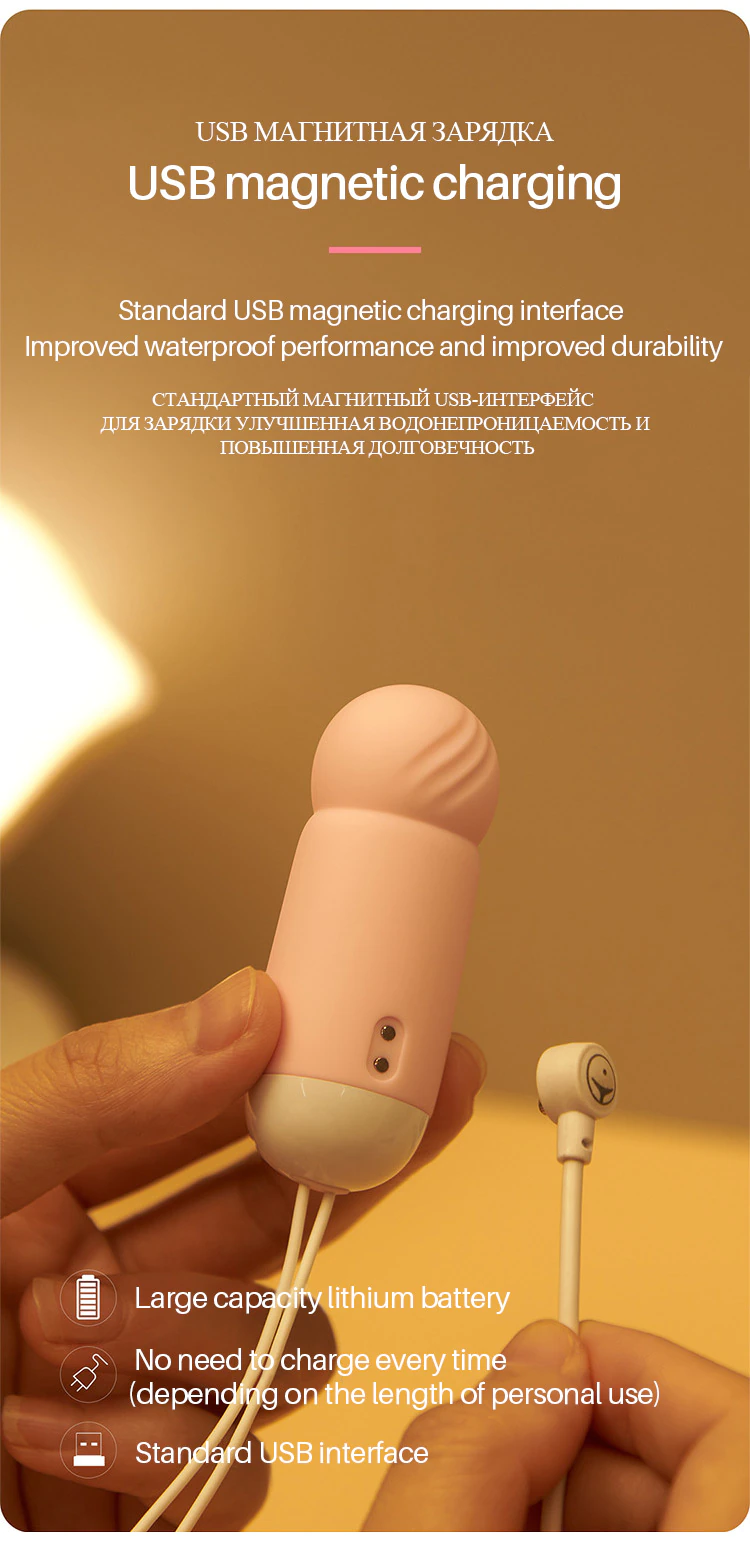 USB МАГНИТНАЯ ЗАРЯДКА
USB magnetic charging
Standard USB magnetic charging interface
Improved waterproof performance and improved durability
СТАНДАРТНЫЙ МАГНИТНЫЙ USB-ИНТЕРФЕЙС
ДЛЯ ЗАРЯДКИ УЛУЧШЕННАЯ ВОДОНЕПРОНИЦАЕМОСТЬ И
ПОВЫШЕННАЯ ДОЛГОВЕЧНОСТЬ
Large capacity lithium battery
No need to charge every time
(depending on the length of personal use)
Standard USB interface